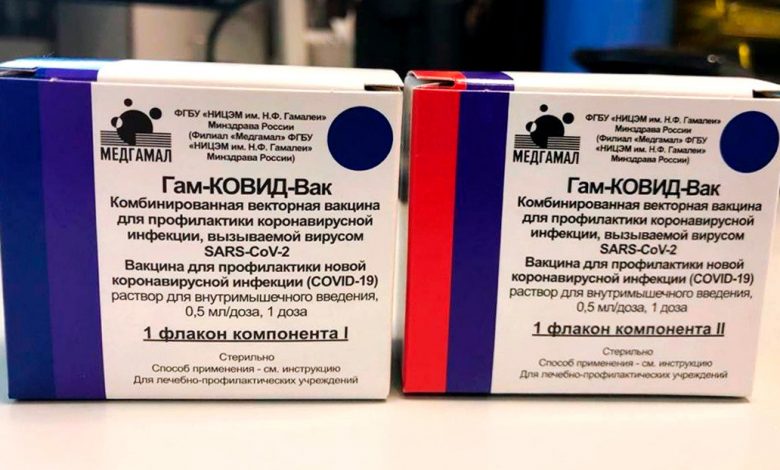 МЕДГАМАЛ
ФГБУ «НИЦЭМ им. Н.Ф. Гамалеи»
Минздрава России
(Филиал «Медгамал» ФГБУ
«НИЦЭМ им. Н.Ф. Гамалеи»
Минздрава России)
Гам-КОВИД-Вак
Комбинированная векторная вакцина
для профилактики коронавирусной
инфекции, вызываемой вирусом
SARS-CoV-2
Вакцина для профилактики новой
коронавирусной инфекции (COVID-19)
раствор для внутримышечного введения,
0,5 мл/доза, 1 доза
1 флакон компонента I
Стерильно
Способ применения - см. инструкцию
Для лечебно-профилактических учреждений
МЕДГАМАЛ
ФГБУ «НИЦЭМ им. Н.Ф. Гамалеи»
Минздрава России
(Филиал «Медгамал» ФГБУ
«НИЦЭМ им. Н.Ф. Гамалеи»
Минздрава России)
Гам-КОВИД-Вак
Комбинированная векторная вакцина
для профилактики коронавирусной
инфекции, вызываемой вирусом
SARS-CoV-2
Вакцина для профилактики новой
коронавирусной инфекции (COVID-19)
раствор для внутримышечного введения,
0,5 мл/доза, 1 доза
1 флакон компонента II
Стерильно
Способ применения - см. инструкцию
Для лечебно-профилактических учреждений